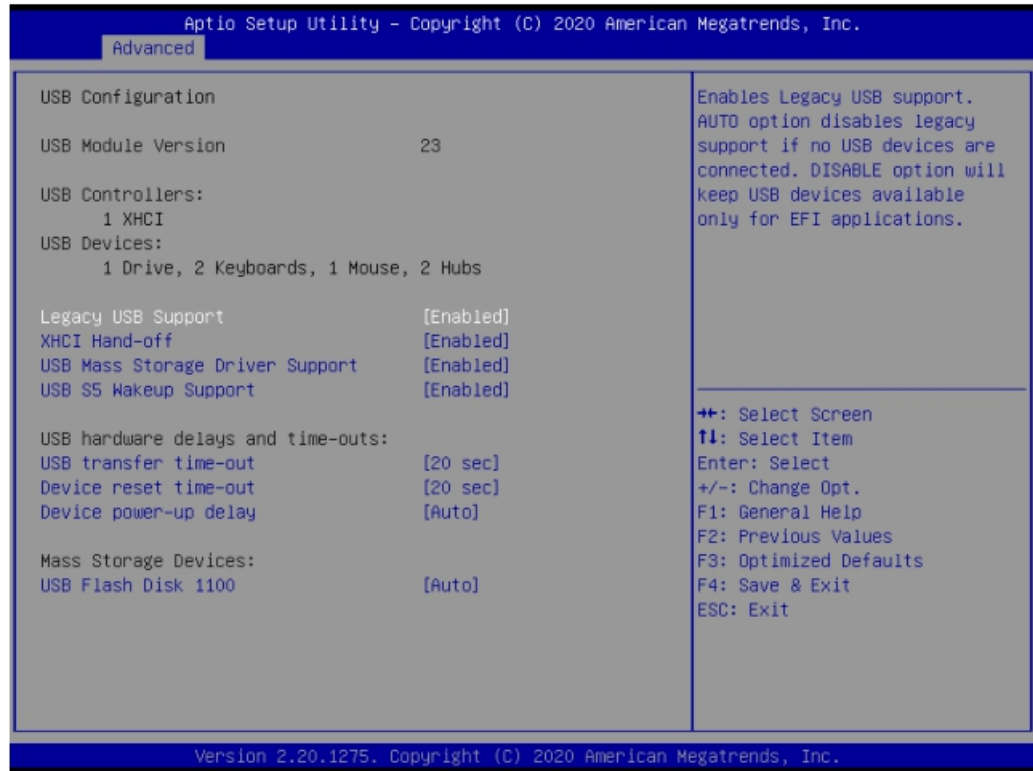 Aptio Setup Utility – Copyright (C) 2020 American Megatrends, Inc.
Advanced
USB Configuration
USB Module Version 23
USB Controllers:
1 XHCI
USB Devices:
1 Drive, 2 Keyboards, 1 Mouse, 2 Hubs
Legacy USB Support [Enabled]
XHCI Hand-off [Enabled]
USB Mass Storage Driver Support [Enabled]
USB S5 Wakeup Support [Enabled]
USB hardware delays and time-outs:
USB transfer time-out [20 sec]
Device reset time-out [20 sec]
Device power-up delay [Auto]
Mass Storage Devices:
USB Flash Disk 1100 [Auto]
Enables Legacy USB support.
AUTO option disables legacy
support if no USB devices are
connected. DISABLE option will
keep USB devices available
only for EFI applications.
→←: Select Screen
↑↓: Select Item
Enter: Select
+/-: Change Opt.
F1: General Help
F2: Previous Values
F3: Optimized Defaults
F4: Save & Exit
ESC: Exit
Version 2.20.1275. Copyright (C) 2020 American Megatrends, Inc.